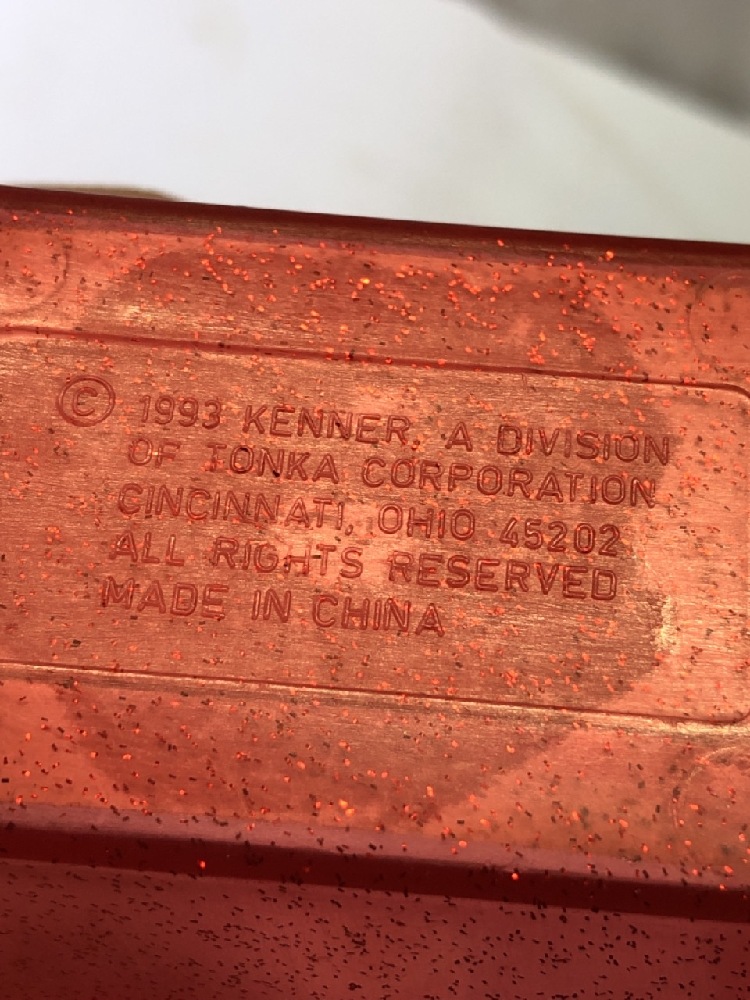 © 1993 KENNER, A DIVISION
OF TONKA CORPORATION
CINCINNATI, OHIO 45202
ALL RIGHTS RESERVED
MADE IN CHINA